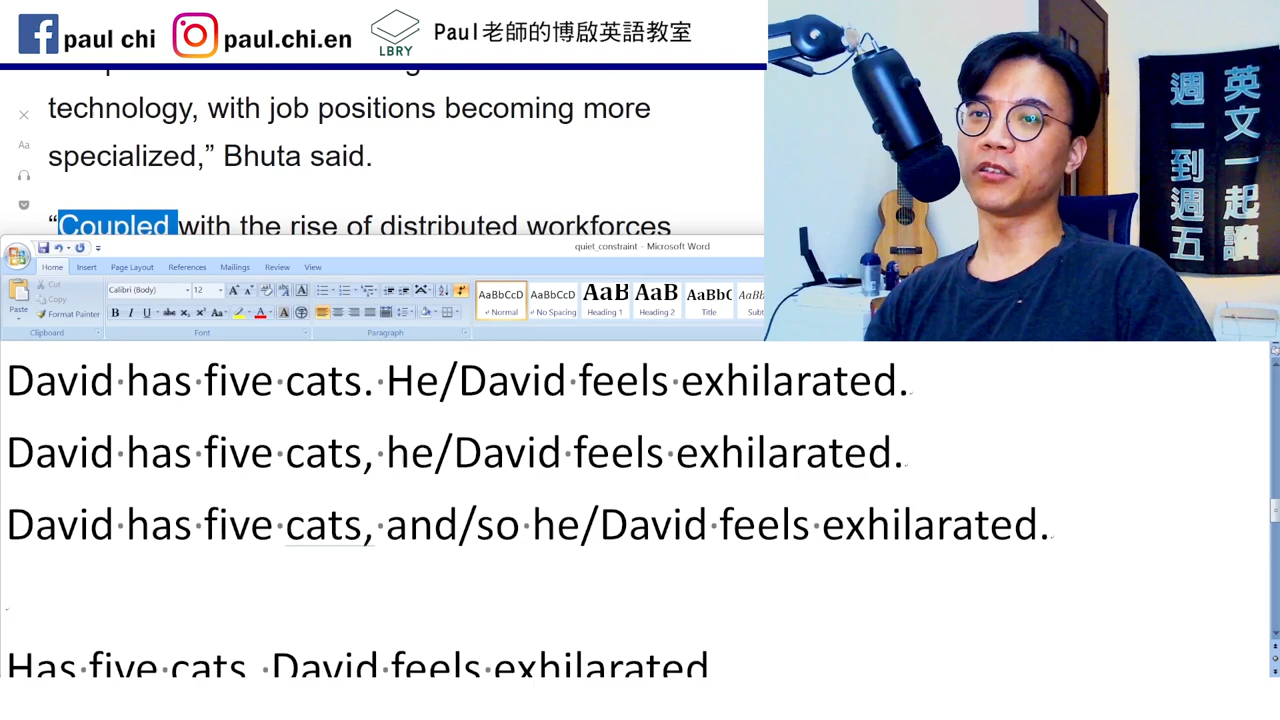 paul chi
paul.chi.en
LBRY
Paul老師的博啟英語教室
technology, with job positions becoming more
specialized,” Bhuta said.
“Coupled with the rise of distributed workforces
英文一起讀
週一到週五
Aa
quiet_constraint - Microsoft Word
Home Insert Page Layout References Mailings Review View
Paste
Cut
Copy
Format Painter
Calibri (Body) 12
B I U
AaBbCcD AaBbCcD AaBb AaB AaBbC AaBb
Normal No Spacing Heading 1 Heading 2 Title Subt
Clipboard Font Paragraph
David has five cats. He/David feels exhilarated.
David has five cats, he/David feels exhilarated.
David has five cats, and/so he/David feels exhilarated.
Has five cats, David feels exhilarated